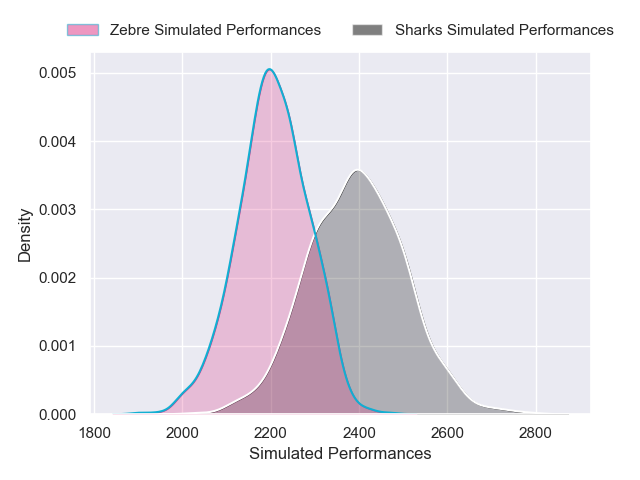 Zebre Simulated Performances
Sharks Simulated Performances
0.005
0.004
0.003
0.002
0.001
0.000
Density
1800 2000 2200 2400 2600 2800
Simulated Performances